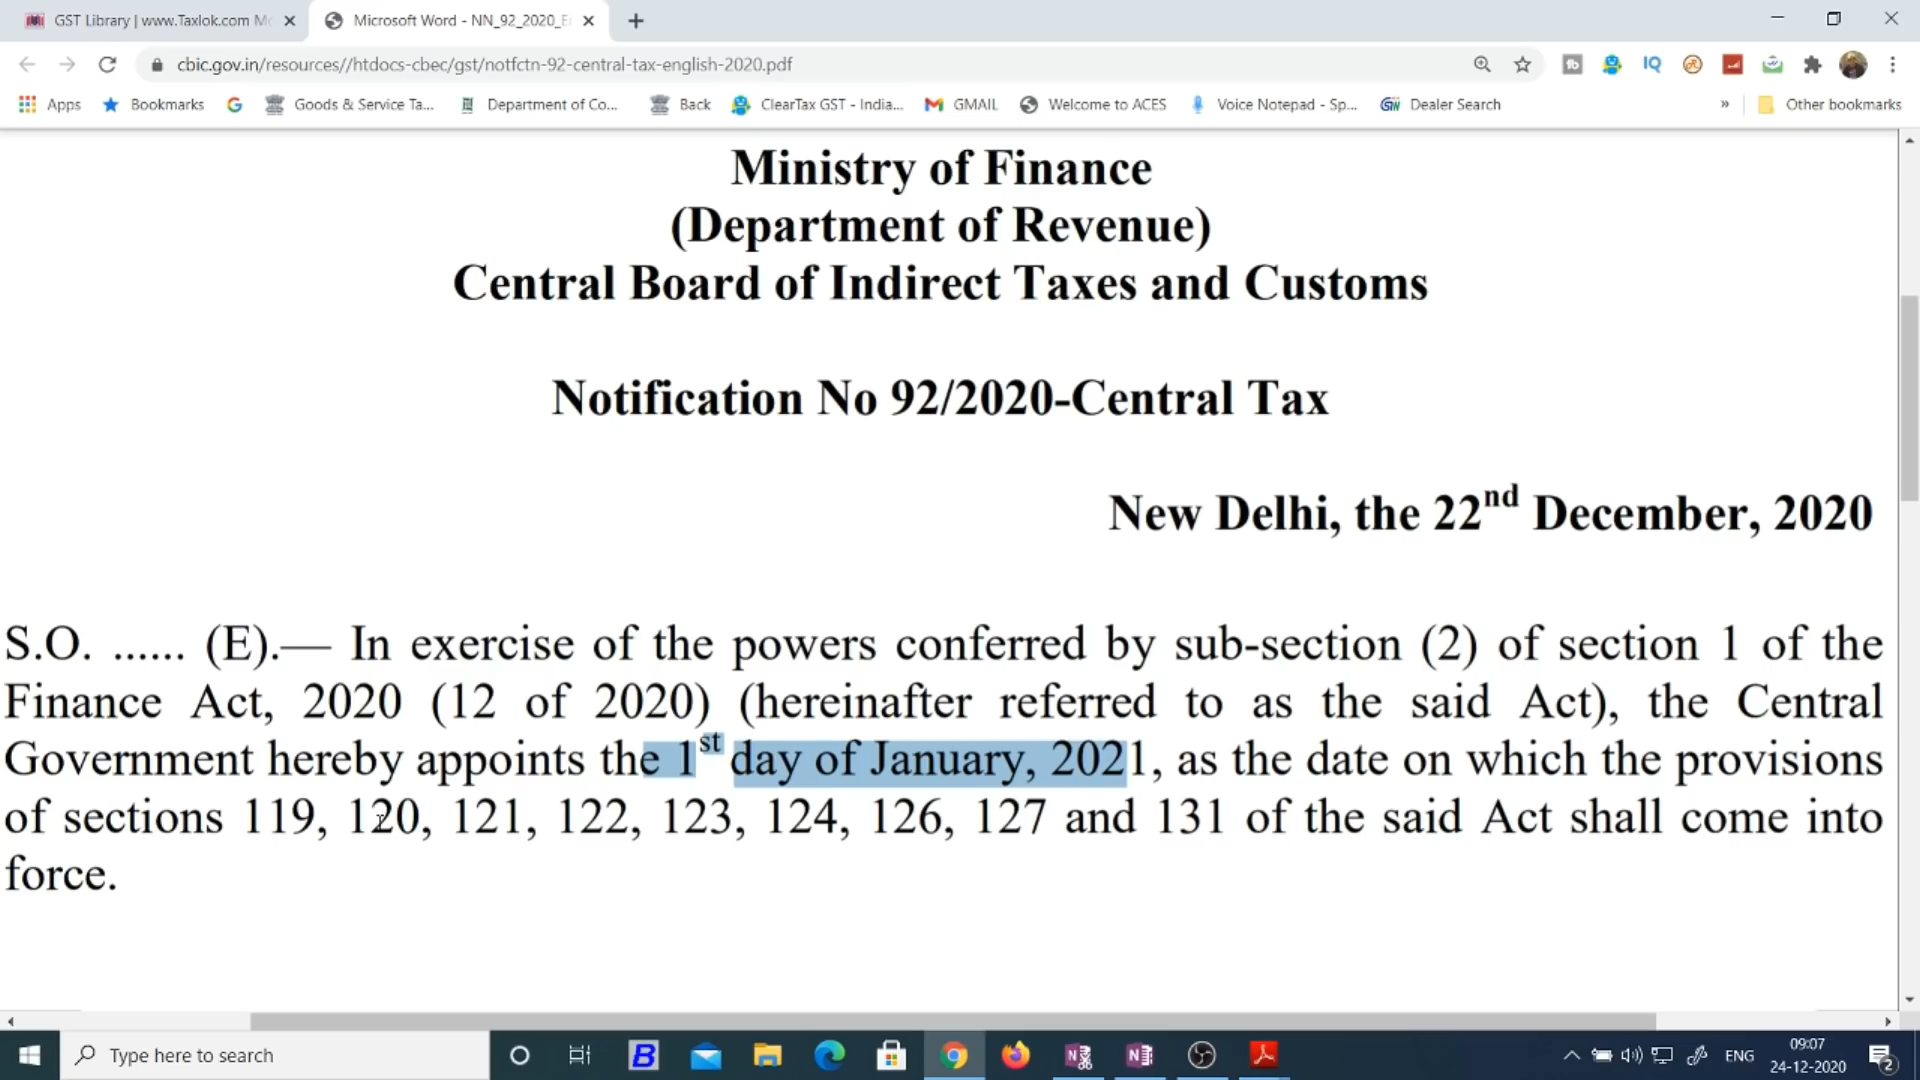 GST Library | www.Taxlok.com Mo
Microsoft Word - NN_92_2020_E
cbic.gov.in/resources//htdocs-cbec/gst/notfctn-92-central-tax-english-2020.pdf
Apps Bookmarks Goods & Service Ta... Department of Co... Back ClearTax GST - India... GMAIL Welcome to ACES Voice Notepad - Sp... Dealer Search » Other bookmarks
Ministry of Finance
(Department of Revenue)
Central Board of Indirect Taxes and Customs
Notification No 92/2020-Central Tax
New Delhi, the 22nd December, 2020
S.O. ...... (E).— In exercise of the powers conferred by sub-section (2) of section 1 of the
Finance Act, 2020 (12 of 2020) (hereinafter referred to as the said Act), the Central
Government hereby appoints the 1st day of January, 2021, as the date on which the provisions
of sections 119, 120, 121, 122, 123, 124, 126, 127 and 131 of the said Act shall come into
force.
Type here to search
ENG
09:07
24-12-2020
2